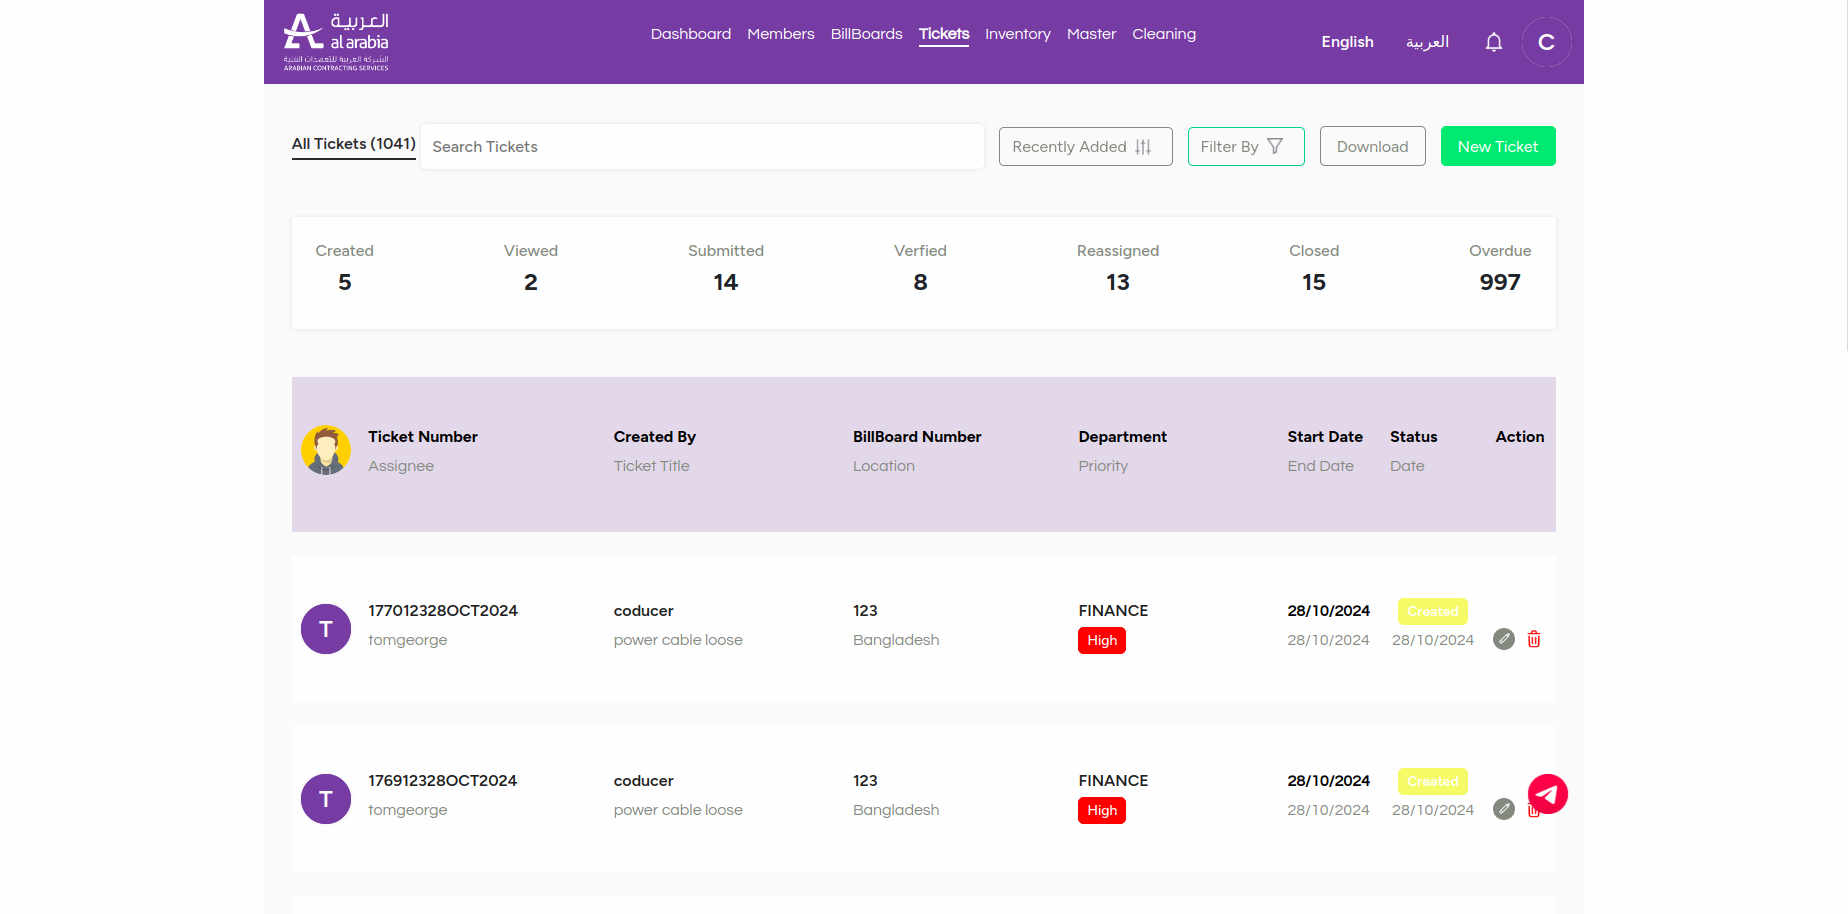 العربية
al arabia
الشركة العربية للتعهدات الفنية
ARABIAN CONTRACTING SERVICES
Dashboard Members BillBoards Tickets Inventory Master Cleaning
English العربية C
All Tickets (1041) Search Tickets Recently Added Filter By Download New Ticket
Created Viewed Submitted Verfied Reassigned Closed Overdue
5 2 14 8 13 15 997
Ticket Number Created By BillBoard Number Department Start Date Status Action
Assignee Ticket Title Location Priority End Date Date
T 177012328OCT2024 coducer 123 FINANCE 28/10/2024 Created
tomgeorge power cable loose Bangladesh High 28/10/2024 28/10/2024
T 176912328OCT2024 coducer 123 FINANCE 28/10/2024 Created
tomgeorge power cable loose Bangladesh High 28/10/2024 28/10/2024